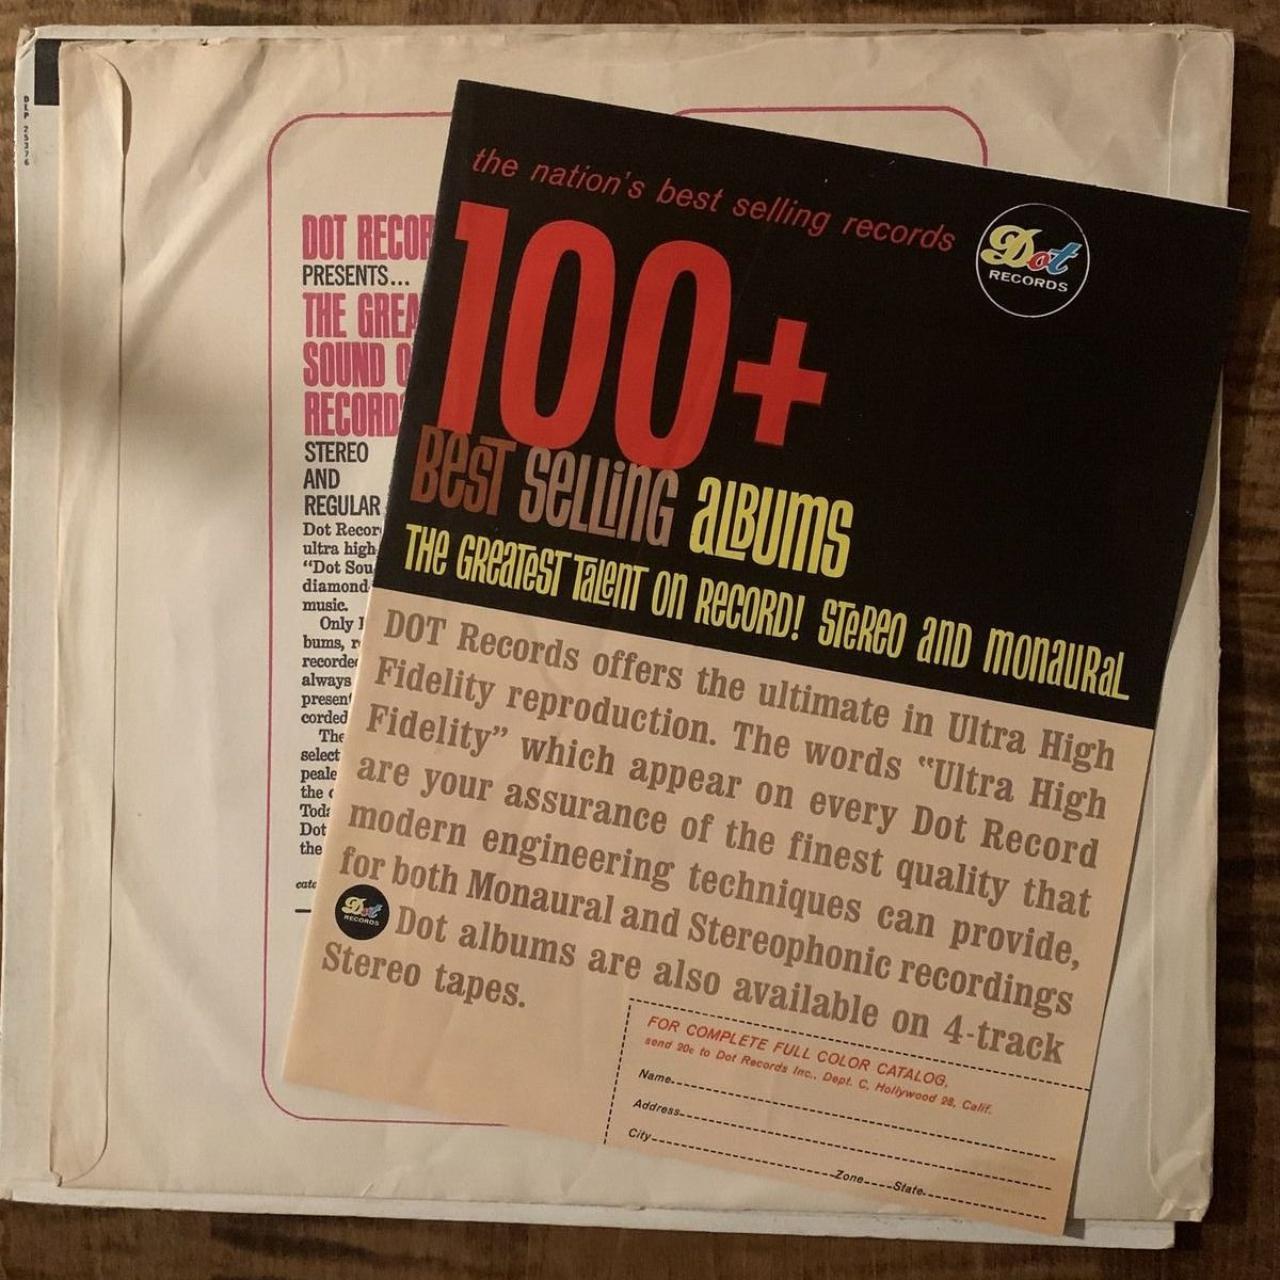 DLP 25376
DOT RECOR
PRESENTS...
THE GREA
SOUND O
RECORD
STEREO
AND
REGULAR
Dot Recor
ultra high
"Dot Sou
diamond
music.
Only
bums, r
recorde
always
present
corded
The
select
peale
the
Toda
Dot
the
cata
the nation's best selling records
Dot
RECORDS
100+
BEST SELLING ALBUMS
THE GREATEST TALENT ON RECORD! STEREO AND MONAURAL
DOT Records offers the ultimate in Ultra High
Fidelity reproduction. The words "Ultra High
Fidelity" which appear on every Dot Record
are your assurance of the finest quality that
modern engineering techniques can provide,
for both Monaural and Stereophonic recordings
Dot RECORDS Dot albums are also available on 4-track
Stereo tapes.
FOR COMPLETE FULL COLOR CATALOG,
send 20c to Dot Records Inc., Dept. C, Hollywood 28, Calif.
Name
Address
City
Zone State